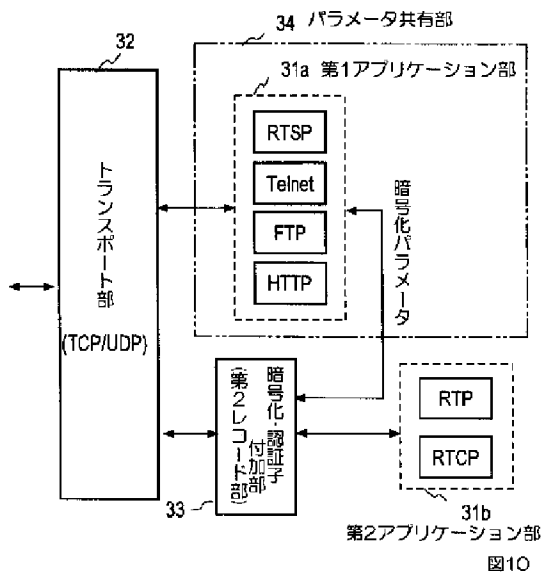 34 パラメータ共有部
32
31a 第1アプリケーション部
RTSP
Telnet
FTP
HTTP
トランスポート部
(TCP/UDP)
暗号化パラメータ
暗号化・認証子
付加部
(第2レコード部)
33
RTP
RTCP
31b
第2アプリケーション部
図10